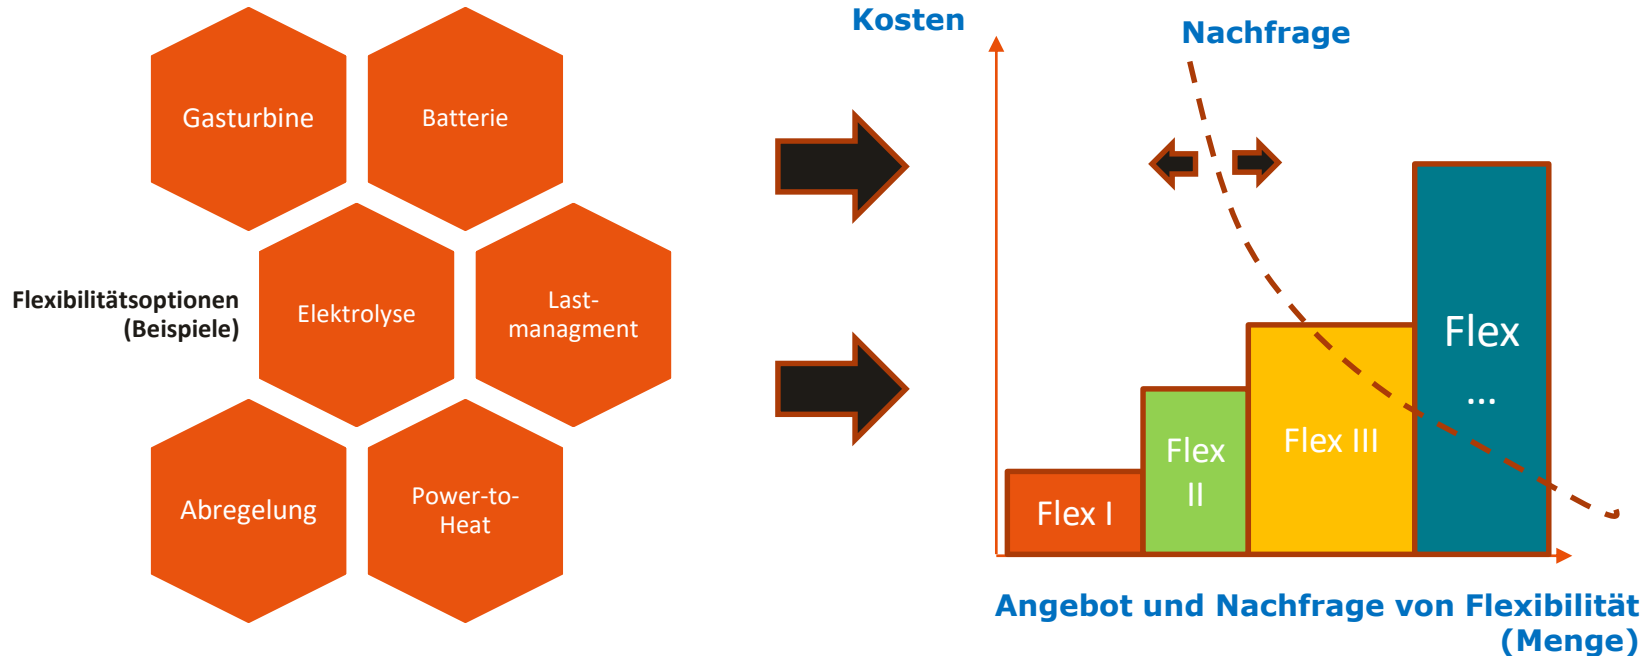 Gasturbine
Batterie
Flexibilitätsoptionen
(Beispiele)
Elektrolyse
Last-
managment
Abregelung
Power-to-
Heat
Kosten
Nachfrage
Flex I
Flex
II
Flex III
Flex
...
Angebot und Nachfrage von Flexibilität
(Menge)